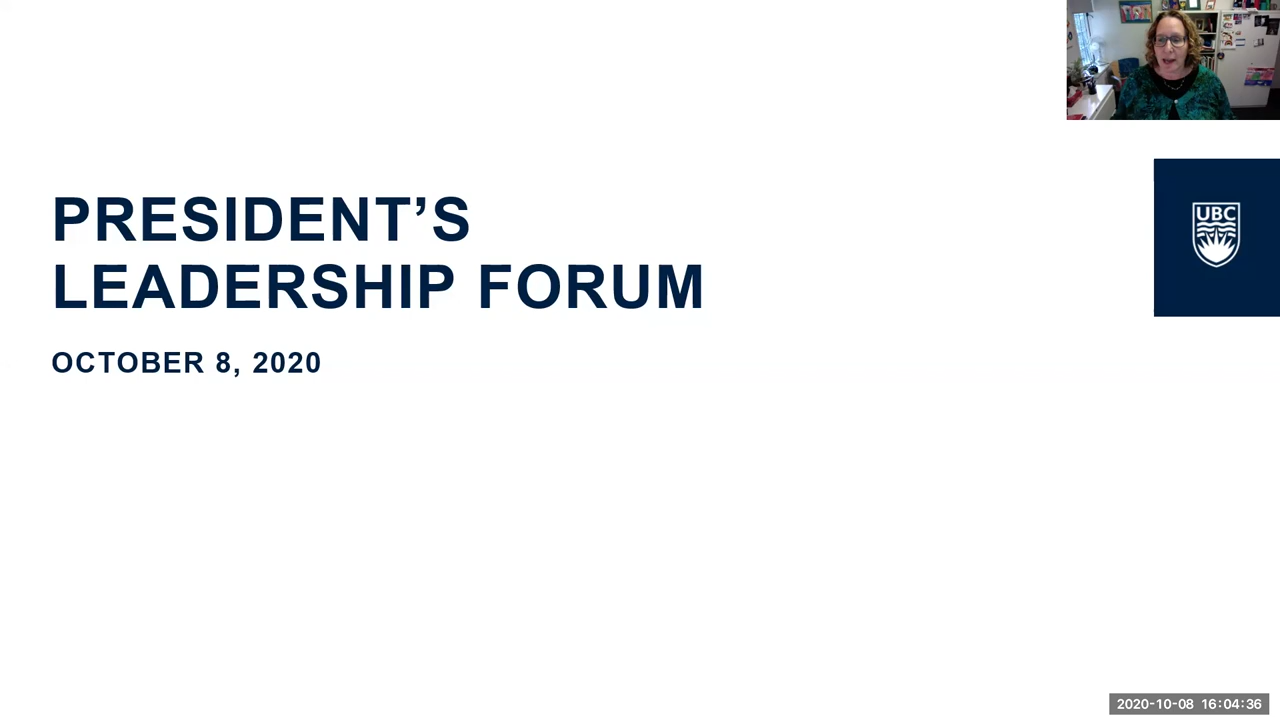 PRESIDENT’S
LEADERSHIP FORUM
OCTOBER 8, 2020
UBC
2020-10-08 16:04:36